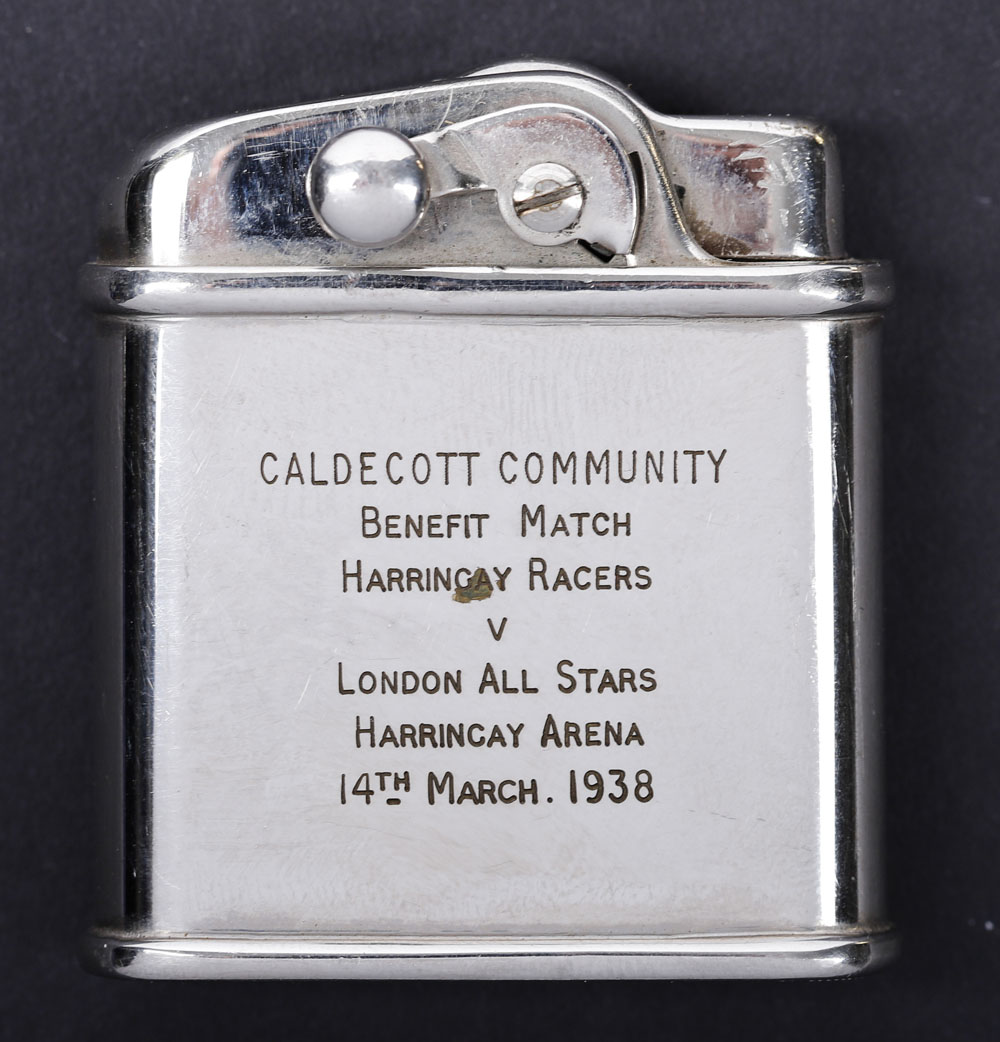 CALDECOTT COMMUNITY
BENEFIT MATCH
HARRINGAY RACERS
V
LONDON ALL STARS
HARRINGAY ARENA
14TH MARCH. 1938